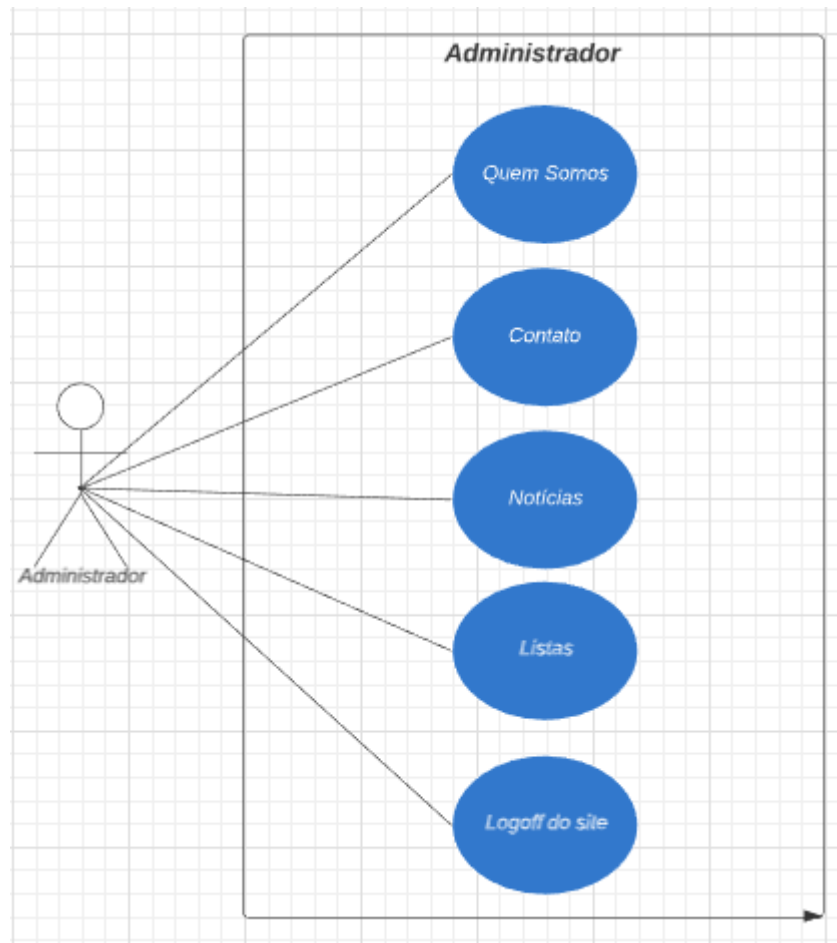 Administrador
Quem Somos
Contato
Notícias
Listas
Logoff do site
Administrador